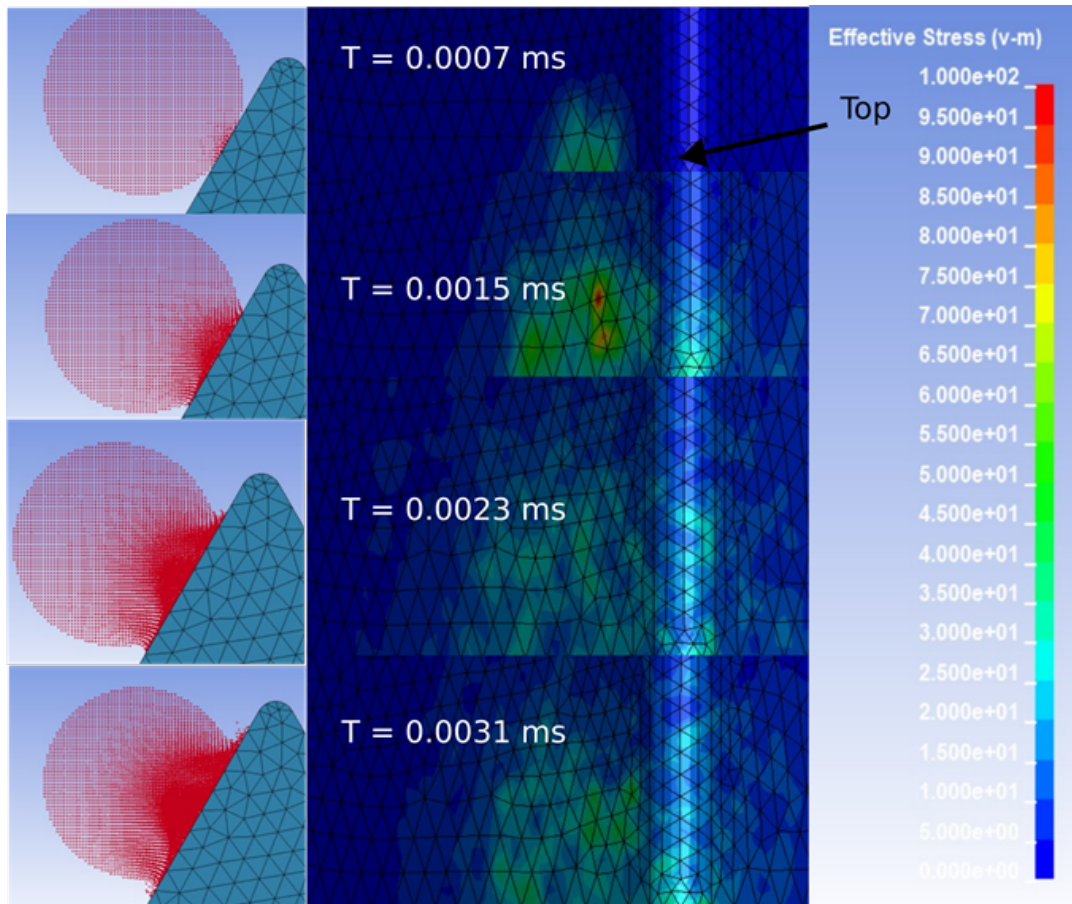 T = 0.0007 ms
Top
T = 0.0015 ms
T = 0.0023 ms
T = 0.0031 ms
Effective Stress (v-m)
1.000e+02
9.500e+01
9.000e+01
8.500e+01
8.000e+01
7.500e+01
7.000e+01
6.500e+01
6.000e+01
5.500e+01
5.000e+01
4.500e+01
4.000e+01
3.500e+01
3.000e+01
2.500e+01
2.000e+01
1.500e+01
1.000e+01
5.000e+00
0.000e+00